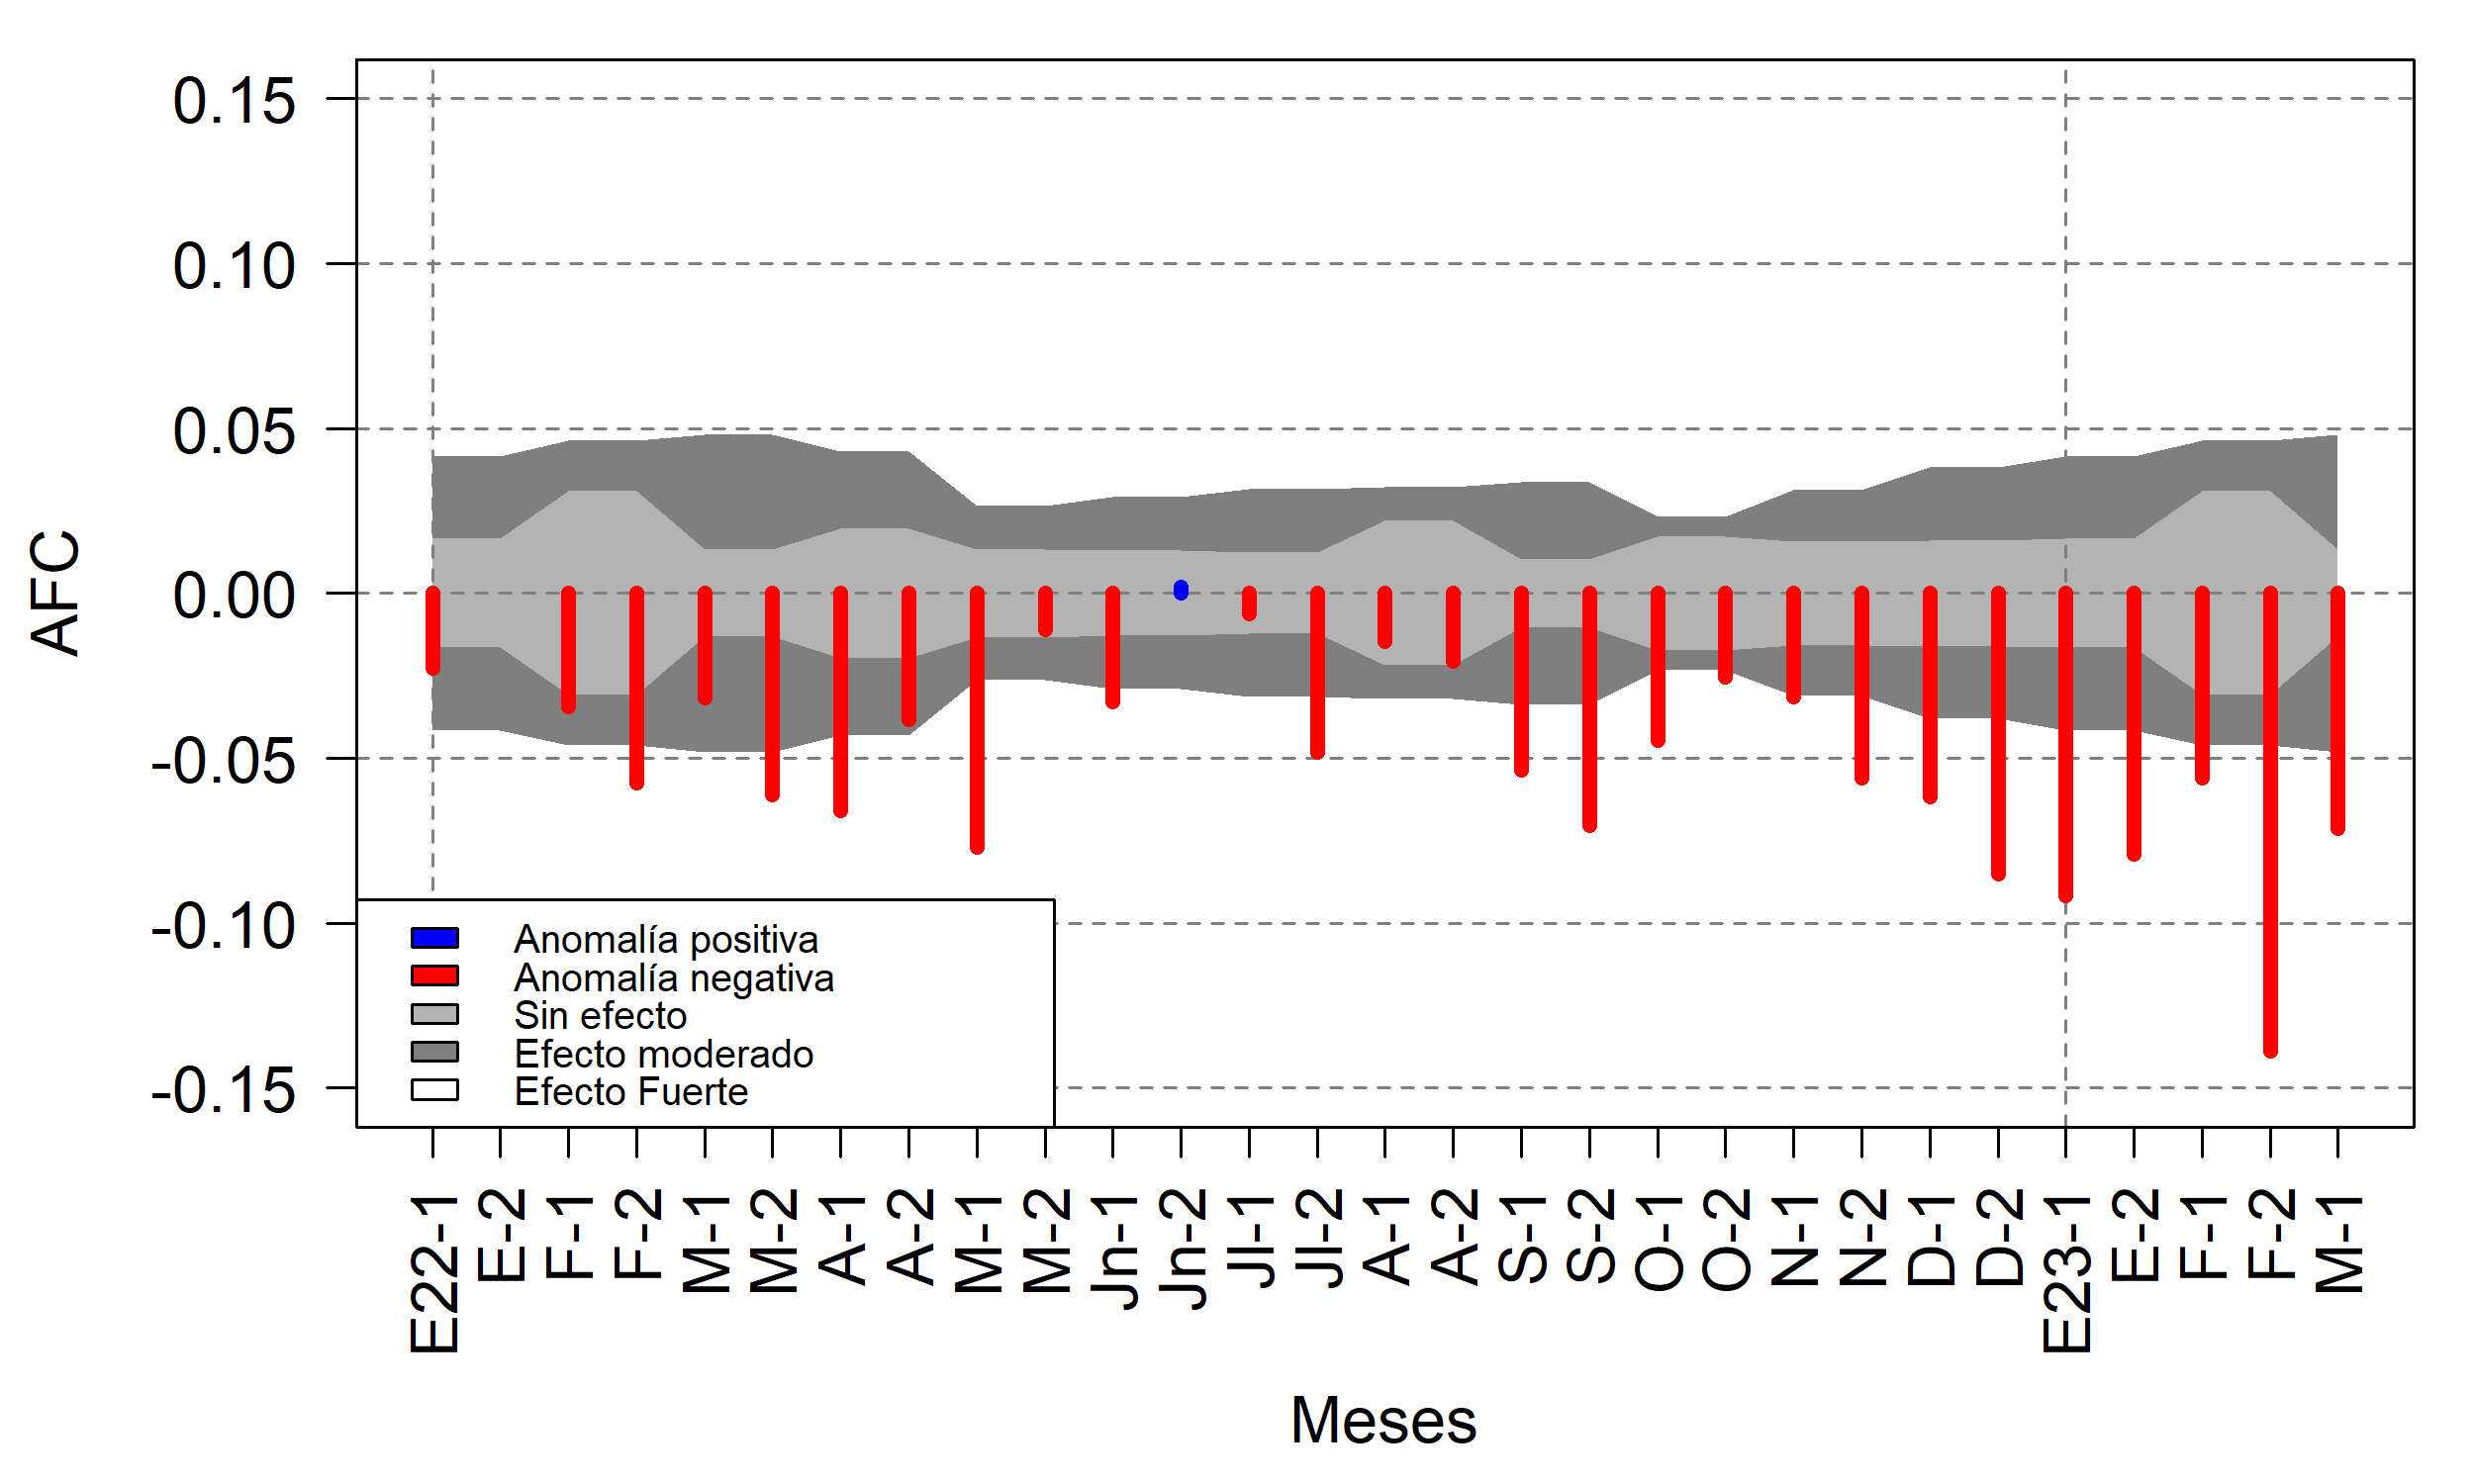 0.15
0.10
0.05
0.00
-0.05
-0.10
-0.15
AFC
Anomalía positiva
Anomalía negativa
Sin efecto
Efecto moderado
Efecto Fuerte
E22-1
E-2
F-1
F-2
M-1
M-2
A-1
A-2
M-1
M-2
Jn-1
Jn-2
Jl-1
Jl-2
A-1
A-2
S-1
S-2
O-1
O-2
N-1
N-2
D-1
D-2
E23-1
E-2
F-1
F-2
M-1
Meses